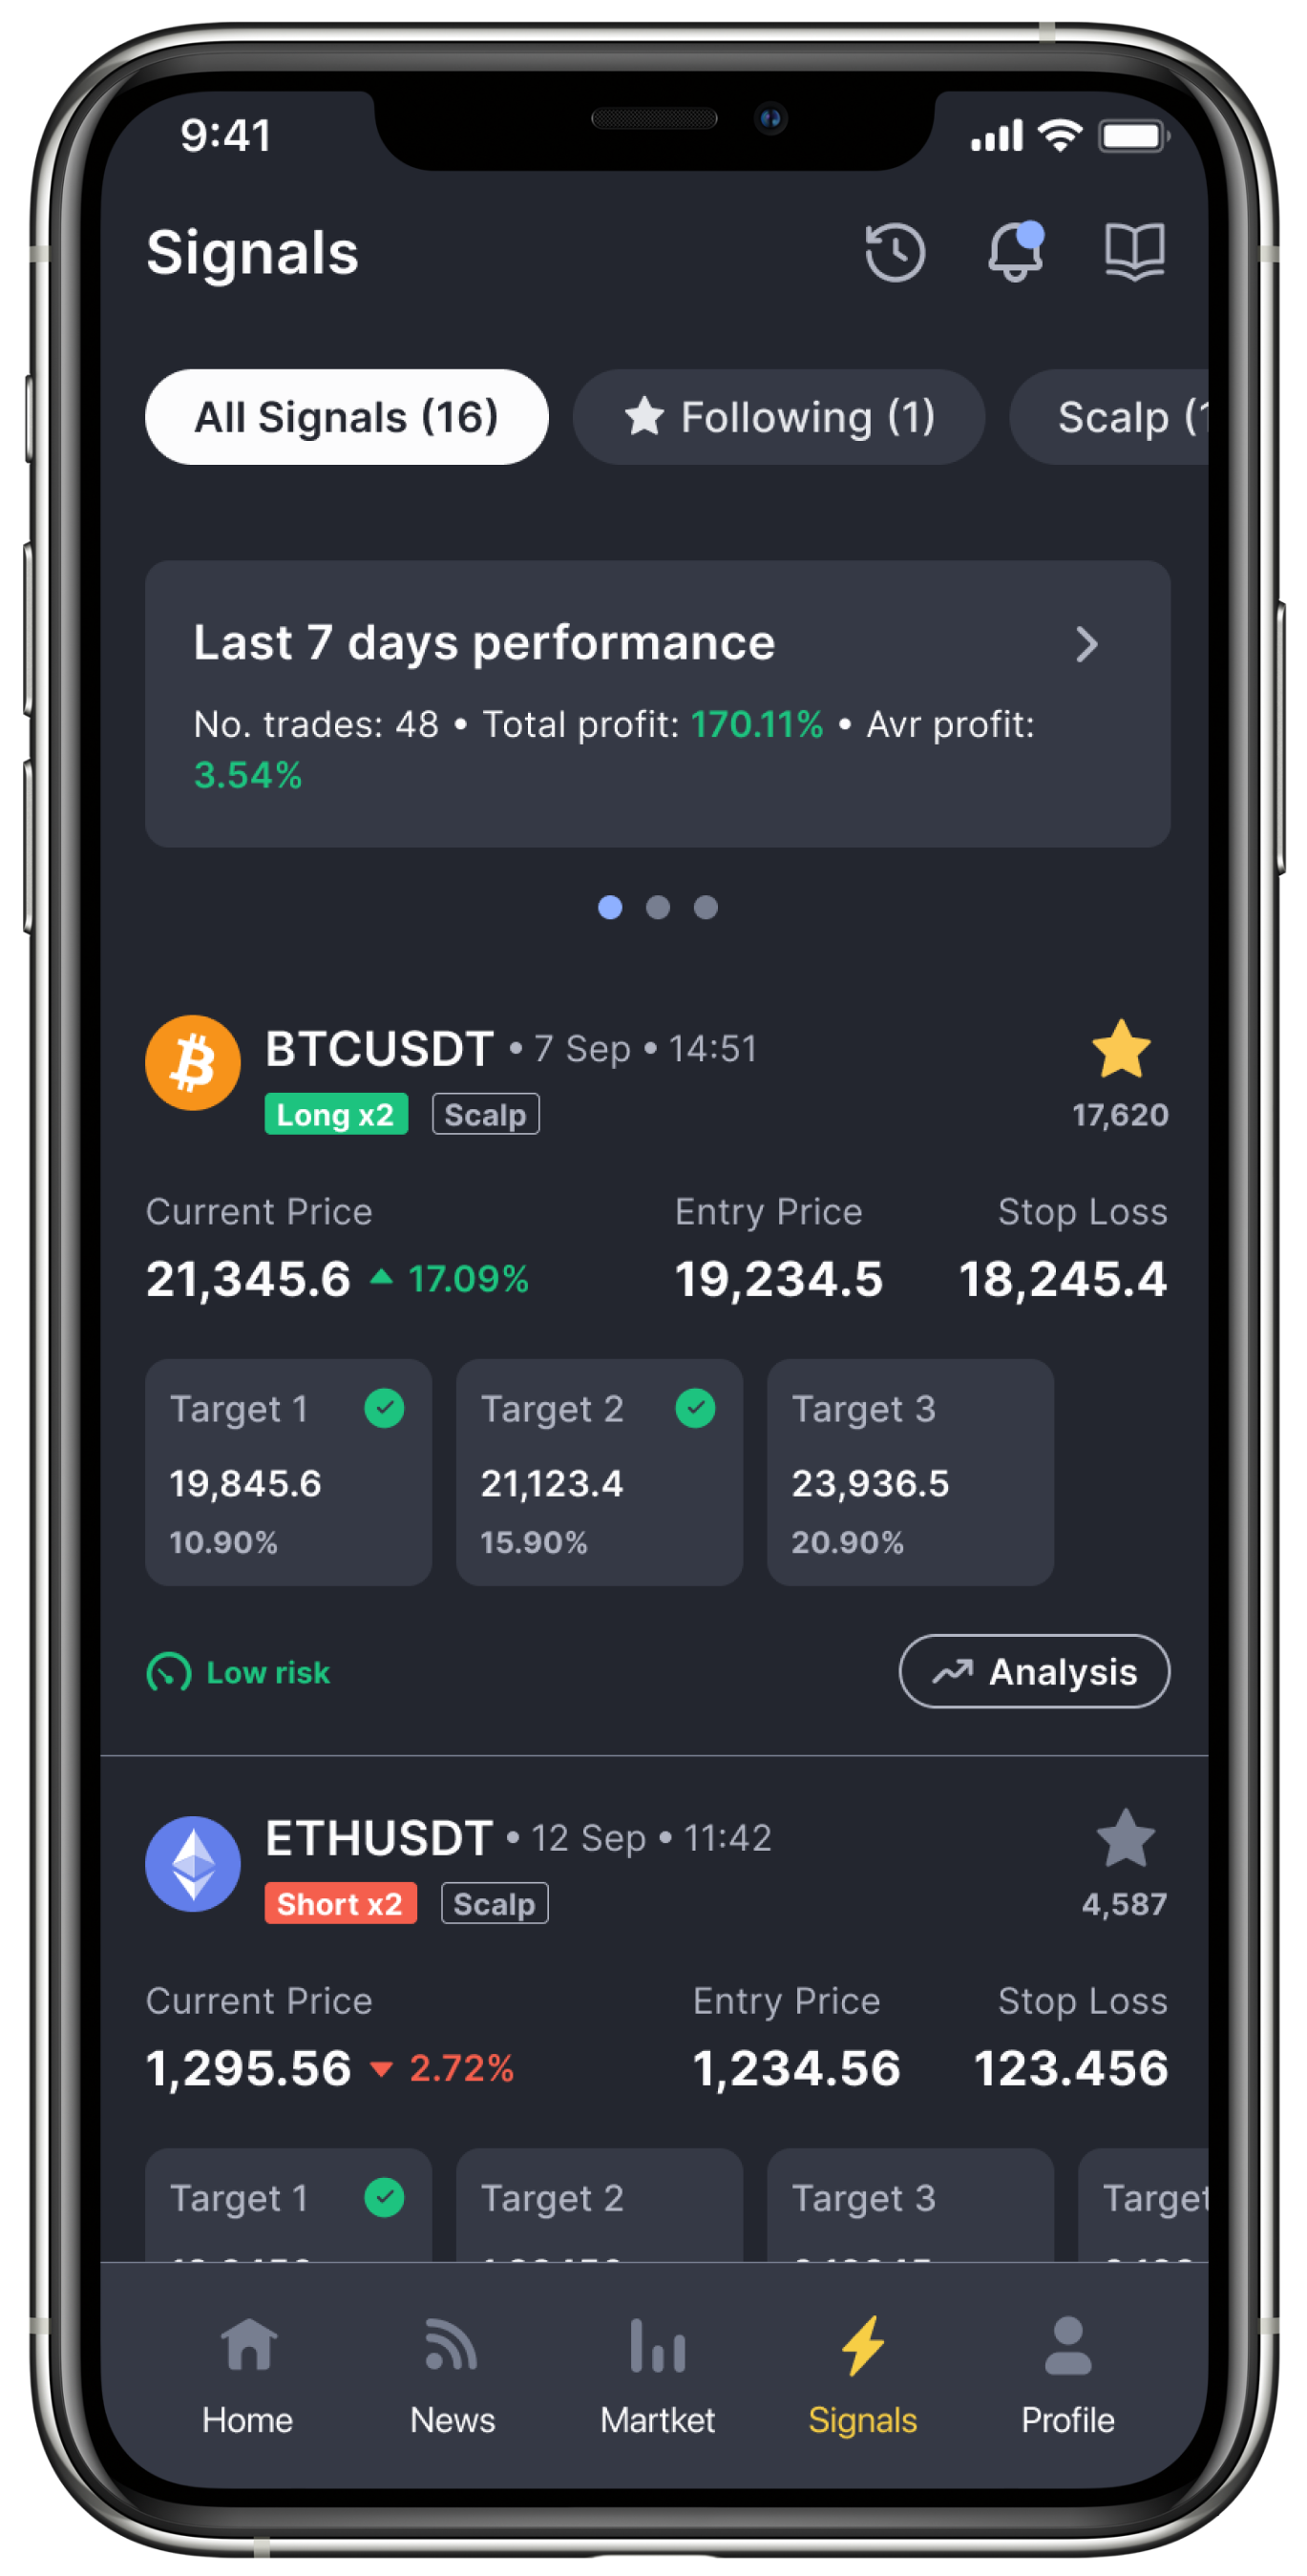 9:41
Signals
All Signals (16) Following (1) Scalp
Last 7 days performance
No. trades: 48 • Total profit: 170.11% • Avr profit:
3.54%
BTCUSDT • 7 Sep • 14:51
Long x2 Scalp 17,620
Current Price Entry Price Stop Loss
21,345.6 17.09% 19,234.5 18,245.4
Target 1 Target 2 Target 3
19,845.6 21,123.4 23,936.5
10.90% 15.90% 20.90%
Low risk Analysis
ETHUSDT • 12 Sep • 11:42
Short x2 Scalp 4,587
Current Price Entry Price Stop Loss
1,295.56 2.72% 1,234.56 123.456
Target 1 Target 2 Target 3 Target
Home News Martket Signals Profile